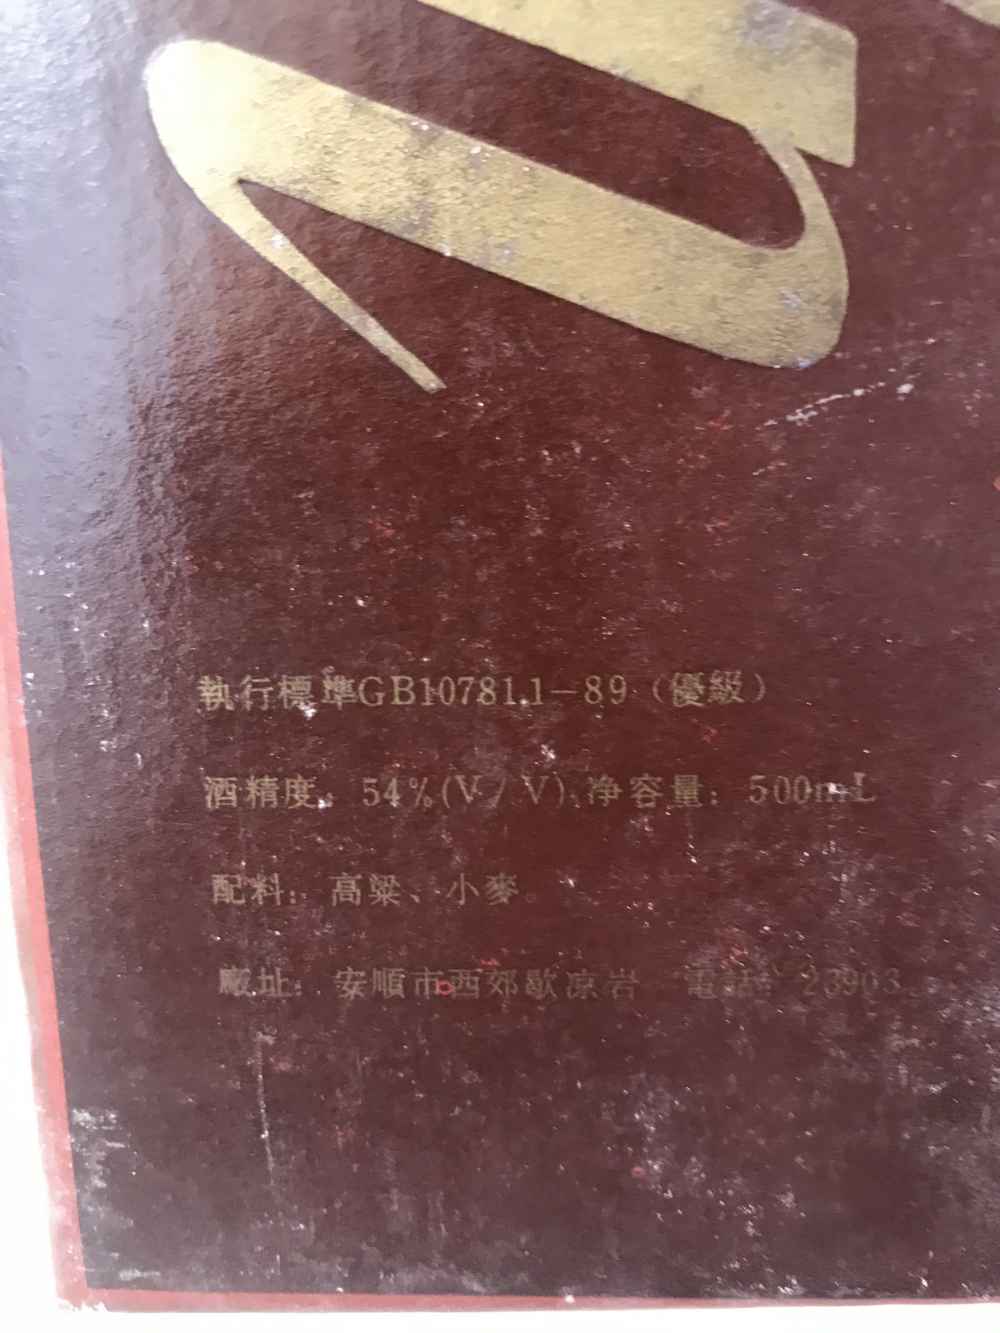 執行標準GB10781.1-89（優級）
酒精度：54%(V/V) 净容量：500mL
配料：高粱、小麥
廠址：安順市西郊歇凉岩 電話：23903